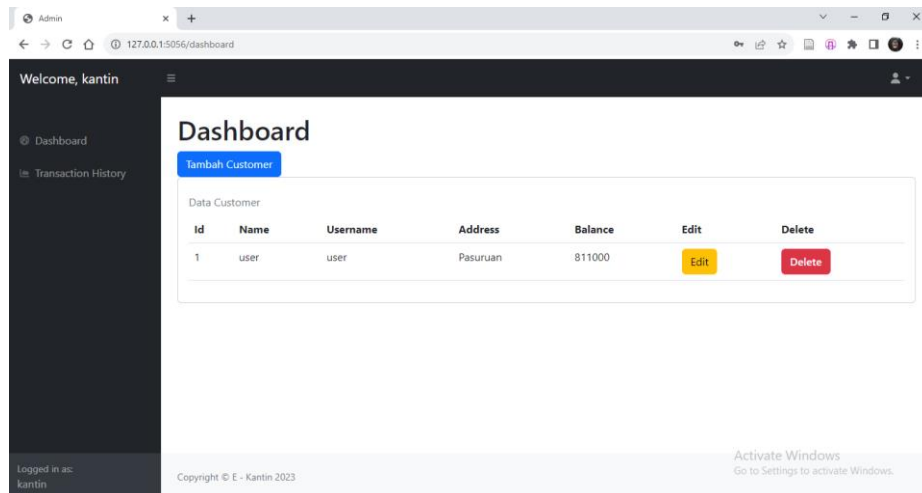 Admin
127.0.0.1:5056/dashboard
Welcome, kantin
Dashboard
Transaction History
Dashboard
Tambah Customer
Data Customer
Id Name Username Address Balance Edit Delete
1 user user Pasuruan 811000 Edit Delete
Logged in as:
kantin
Copyright © E - Kantin 2023
Activate Windows
Go to Settings to activate Windows.